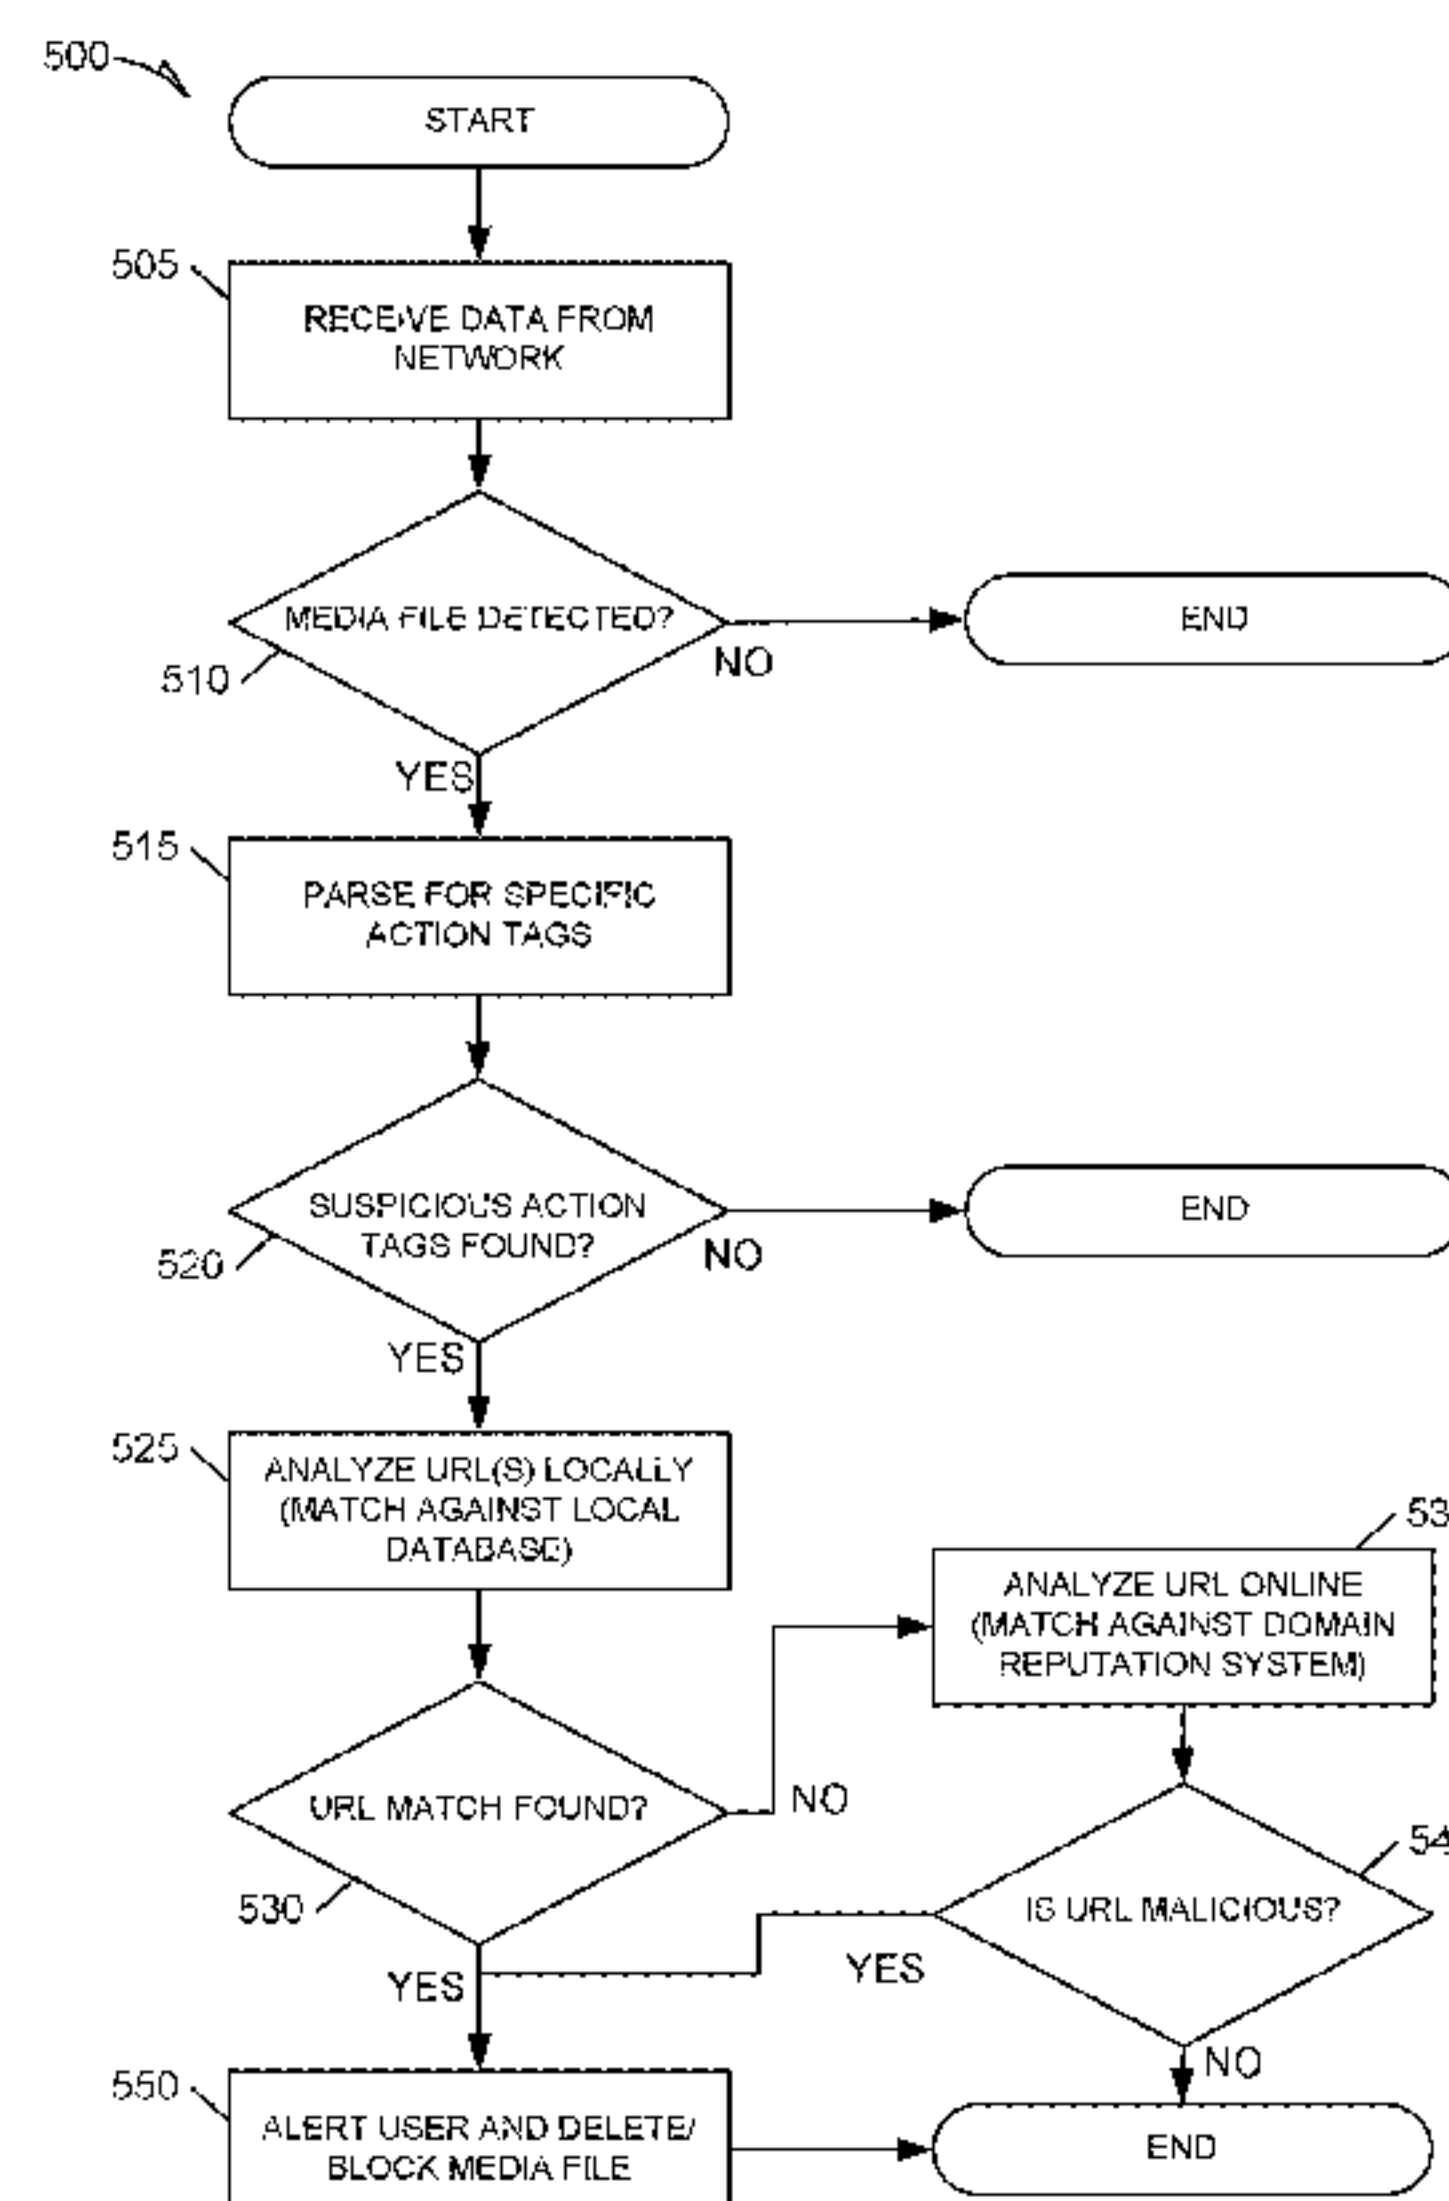 500
START
505
RECEIVE DATA FROM
NETWORK
MEDIA FILE DETECTED?
510
NO
END
YES
515
PARSE FOR SPECIFIC
ACTION TAGS
SUSPICIOUS ACTION
TAGS FOUND?
520
NO
END
YES
525
ANALYZE URL(S) LOCALLY
(MATCH AGAINST LOCAL
DATABASE)
53
ANALYZE URL ONLINE
(MATCH AGAINST DOMAIN
REPUTATION SYSTEM)
URL MATCH FOUND?
530
NO
54
IS URL MALICIOUS?
YES
YES
NO
550
ALERT USER AND DELETE/
BLOCK MEDIA FILE
END